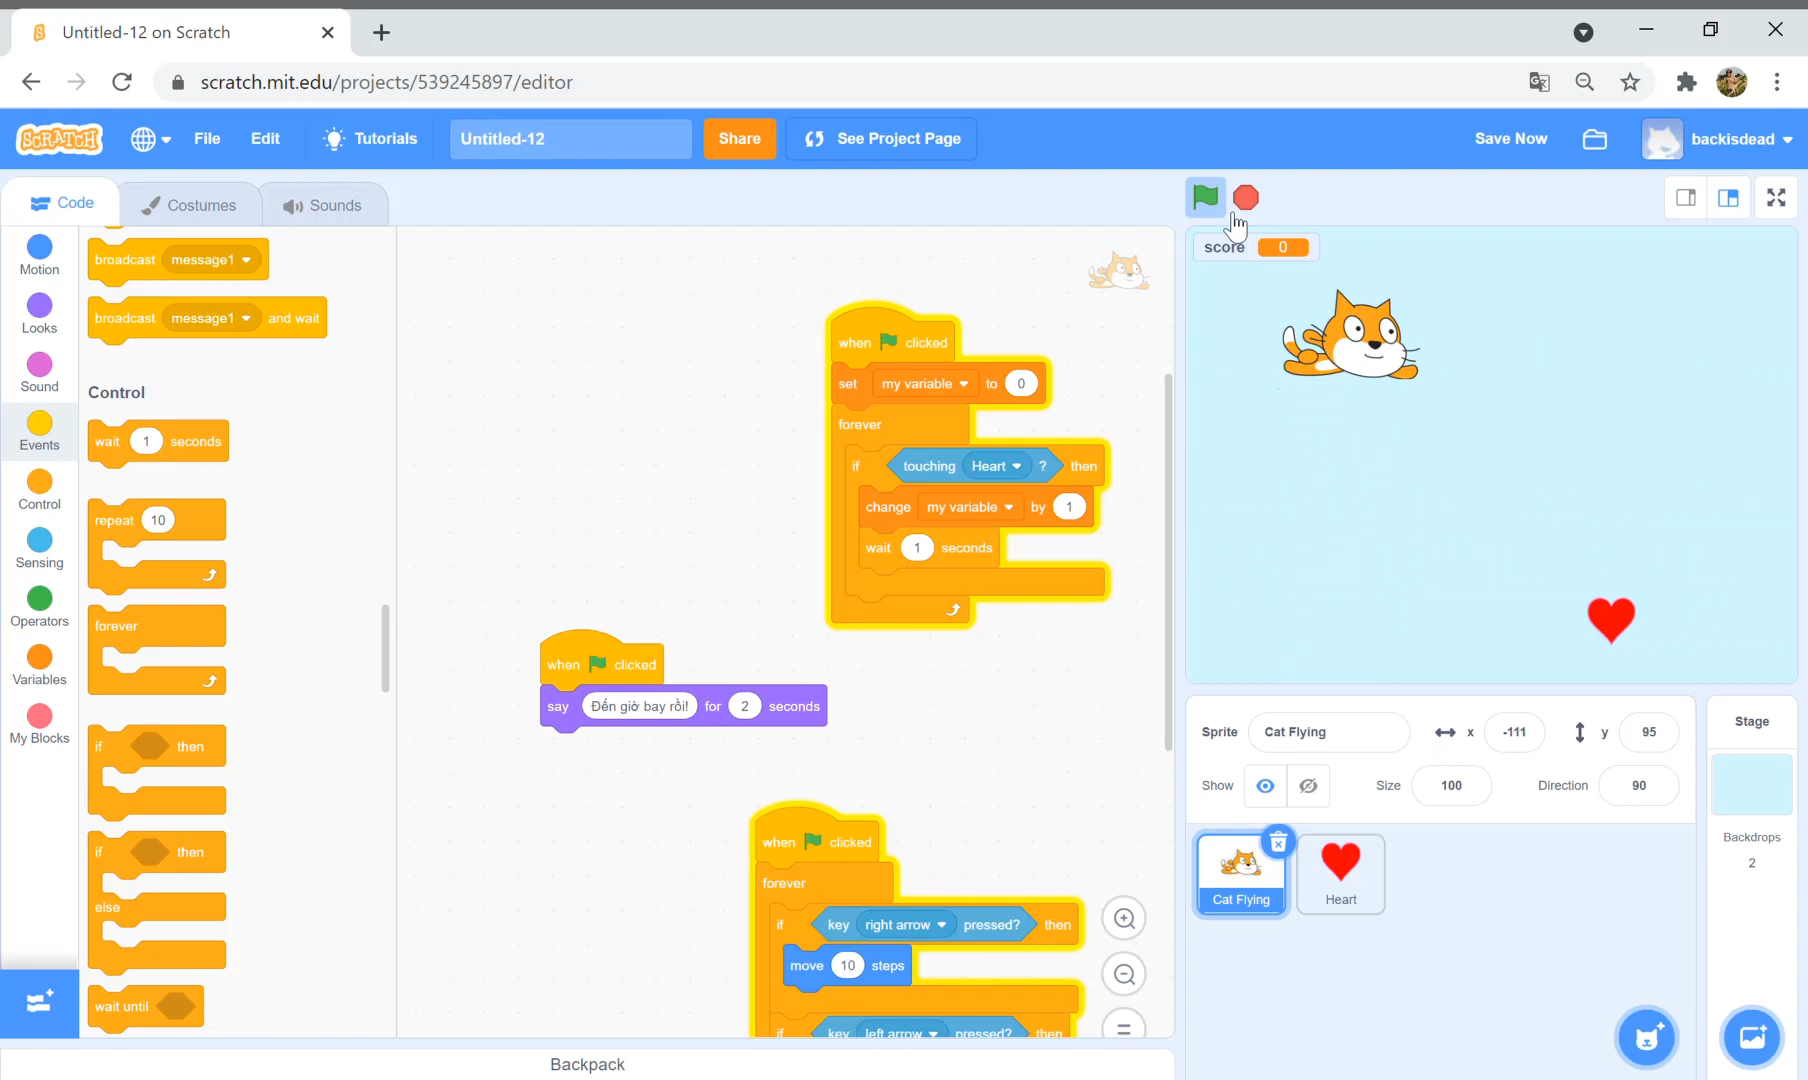 Untitled-12 on Scratch
scratch.mit.edu/projects/539245897/editor
SCRATCH
File
Edit
Tutorials
Untitled-12
Share
See Project Page
Save Now
backisdead
Code
Costumes
Sounds
Motion
Looks
Sound
Events
Control
Sensing
Operators
Variables
My Blocks
broadcast message1
broadcast message1 and wait
Control
wait 1 seconds
repeat 10
forever
if then
if then
else
wait until
when clicked
set my variable to 0
forever
if touching Heart ? then
change my variable by 1
wait 1 seconds
when clicked
say Đến giờ bay rồi! for 2 seconds
when clicked
forever
if key right arrow pressed? then
move 10 steps
if key left arrow pressed? then
score 0
Sprite Cat Flying x -111 y 95
Show Size 100 Direction 90
Cat Flying
Heart
Stage
Backdrops
2
Backpack